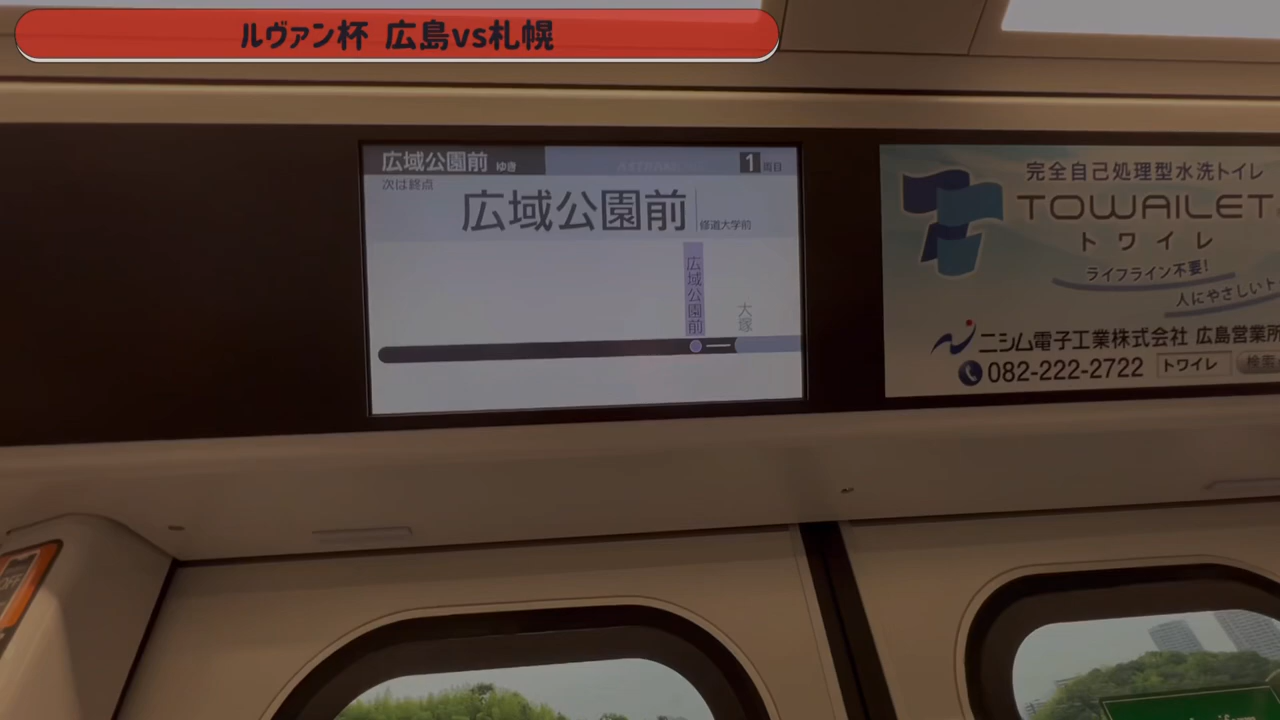 ルヴァン杯 広島vs札幌
広域公園前 ゆき
1 両目
次は終点
広域公園前 修道大学前
広域公園前
大塚
完全自己処理型水洗トイレ
TOWAILET
トワイレ
ライフライン不要!
人にやさしいト
ニシム電子工業株式会社 広島営業所
082-222-2722 トワイレ 検索
OFF